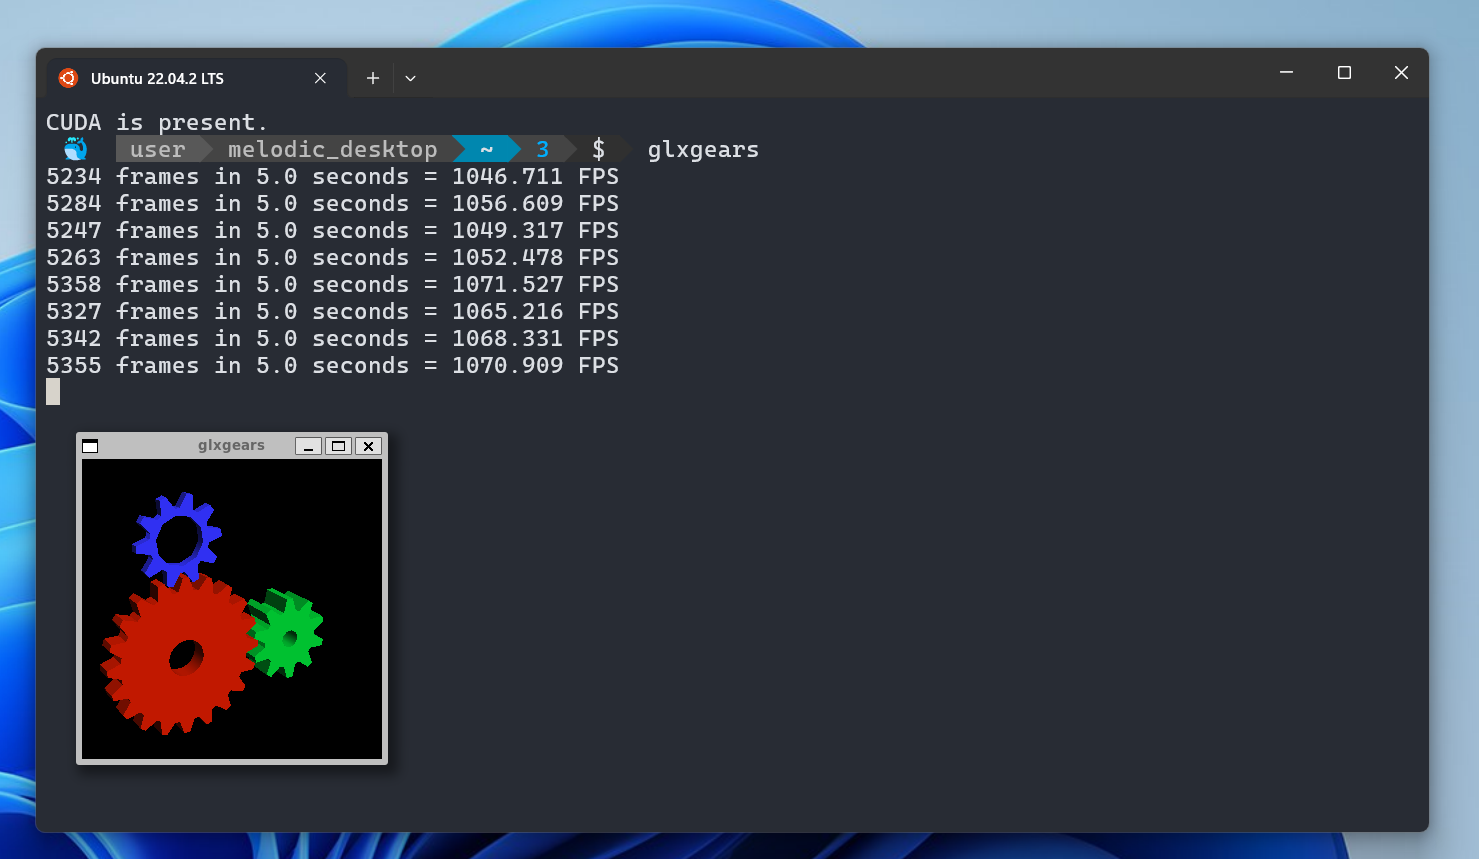 Ubuntu 22.04.2 LTS
CUDA is present.
user melodic_desktop ~ 3 $ glxgears
5234 frames in 5.0 seconds = 1046.711 FPS
5284 frames in 5.0 seconds = 1056.609 FPS
5247 frames in 5.0 seconds = 1049.317 FPS
5263 frames in 5.0 seconds = 1052.478 FPS
5358 frames in 5.0 seconds = 1071.527 FPS
5327 frames in 5.0 seconds = 1065.216 FPS
5342 frames in 5.0 seconds = 1068.331 FPS
5355 frames in 5.0 seconds = 1070.909 FPS
glxgears